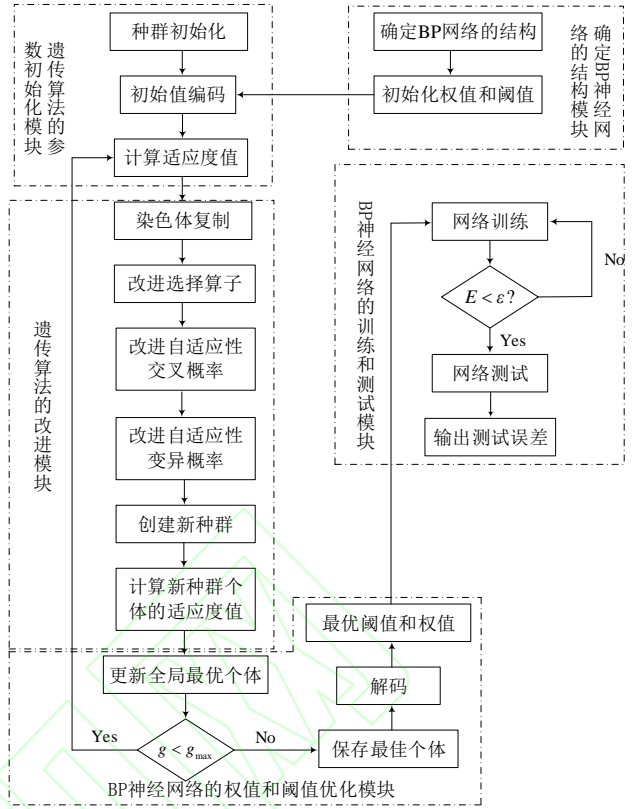 种群初始化
初始值编码
计算适应度值
遗传算法的参
数初始化模块
确定BP网络的结构
初始化权值和阈值
确定BP神经网
络的结构模块
染色体复制
改进选择算子
改进自适应性
交叉概率
改进自适应性
变异概率
创建新种群
计算新种群个
体的适应度值
遗传算法的改进模块
网络训练
No
E < ε?
Yes
网络测试
输出测试误差
BP神经网络的训练和测试模块
更新全局最优个体
Yes
g < gmax
No
保存最佳个体
解码
最优阈值和权值
BP神经网络的权值和阈值优化模块